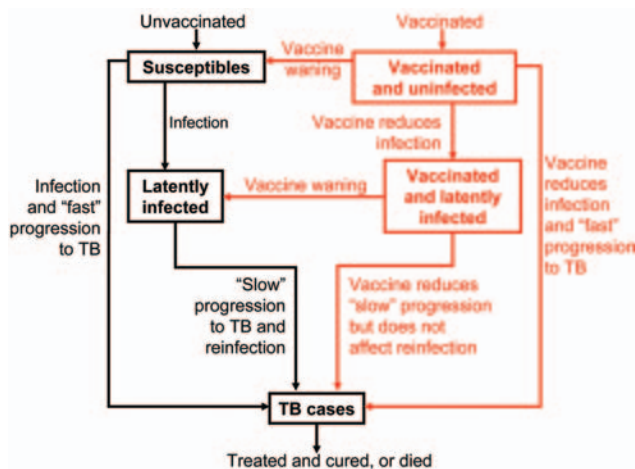 Unvaccinated
Vaccinated
Susceptibles
Vaccine
waning
Vaccinated
and uninfected
Infection
Vaccine reduces
infection
Infection
and “fast”
progression
to TB
Latently
infected
Vaccine waning
Vaccinated
and latently
infected
Vaccine
reduces
infection
and “fast”
progression
to TB
“Slow”
progression
to TB and
reinfection
Vaccine reduces
“slow” progression
but does not
affect reinfection
TB cases
Treated and cured, or died